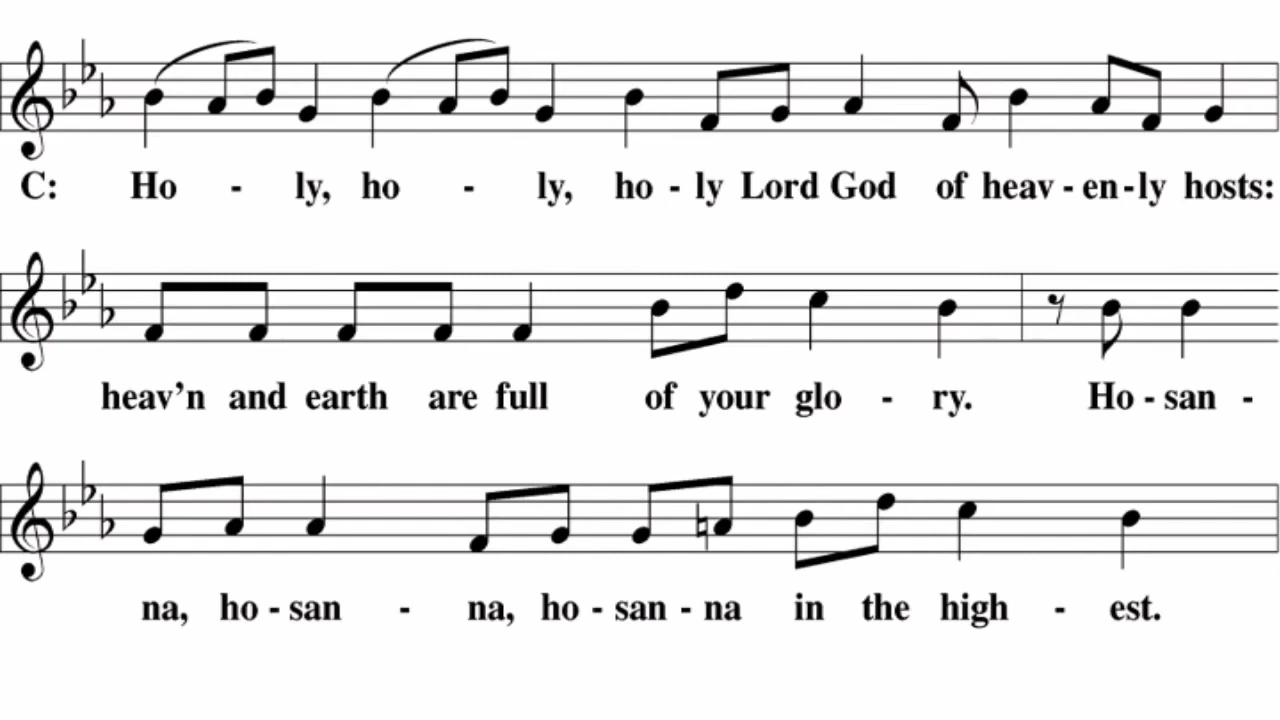 C: Ho - ly, ho - ly, ho - ly Lord God of heav - en - ly hosts:
heav’n and earth are full of your glo - ry. Ho - san -
na, ho - san - na, ho - san - na in the high - est.